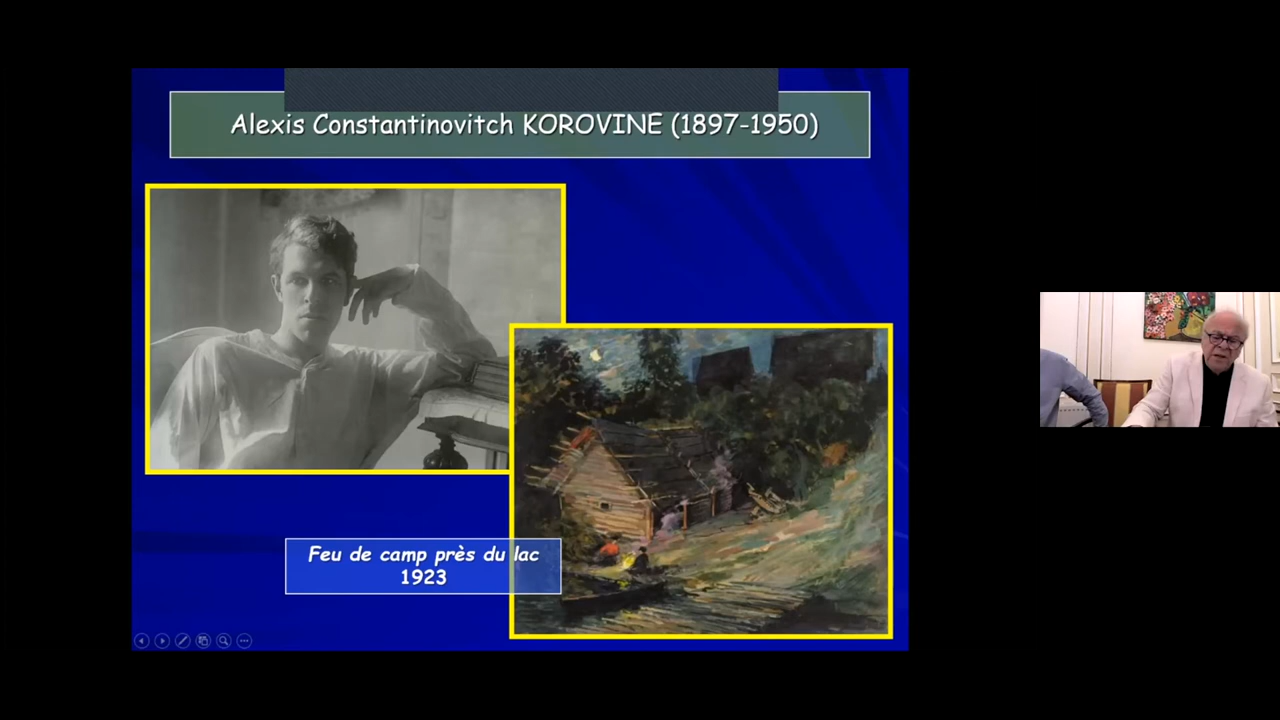 Alexis Constantinovitch KOROVINE (1897-1950)
Feu de camp près du lac
1923